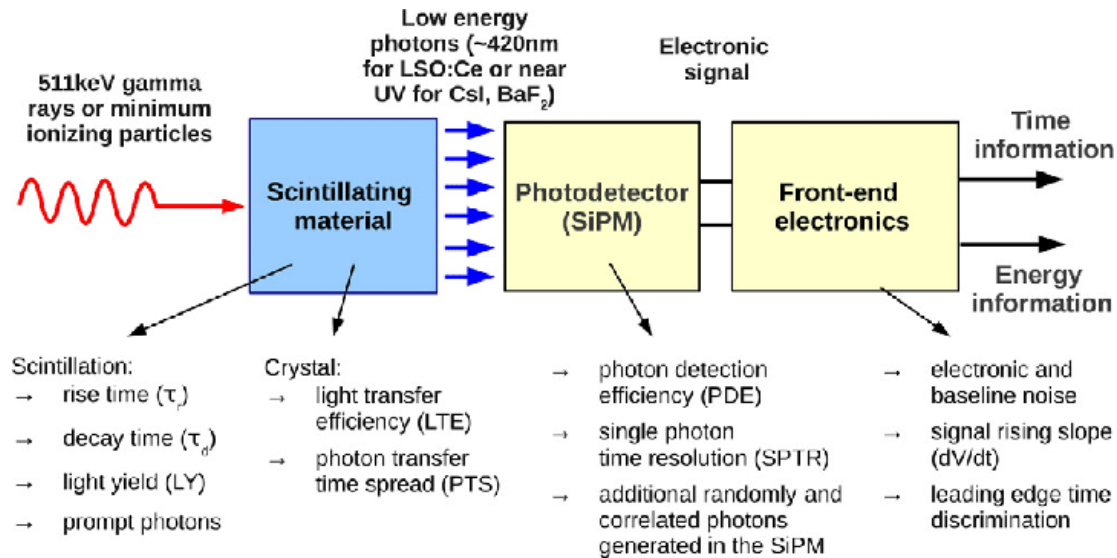 Low energy
photons (~420nm
for LSO:Ce or near
UV for CsI, BaF₂)
Electronic
signal
511keV gamma
rays or minimum
ionizing particles
Scintillating
material
Photodetector
(SiPM)
Front-end
electronics
Time
information
Energy
information
Scintillation:
→ rise time (τᵣ)
→ decay time (τ_d)
→ light yield (LY)
→ prompt photons
Crystal:
→ light transfer
efficiency (LTE)
→ photon transfer
time spread (PTS)
→ photon detection
efficiency (PDE)
→ single photon
time resolution (SPTR)
→ additional randomly and
correlated photons
generated in the SiPM
→ electronic and
baseline noise
→ signal rising slope
(dV/dt)
→ leading edge time
discrimination